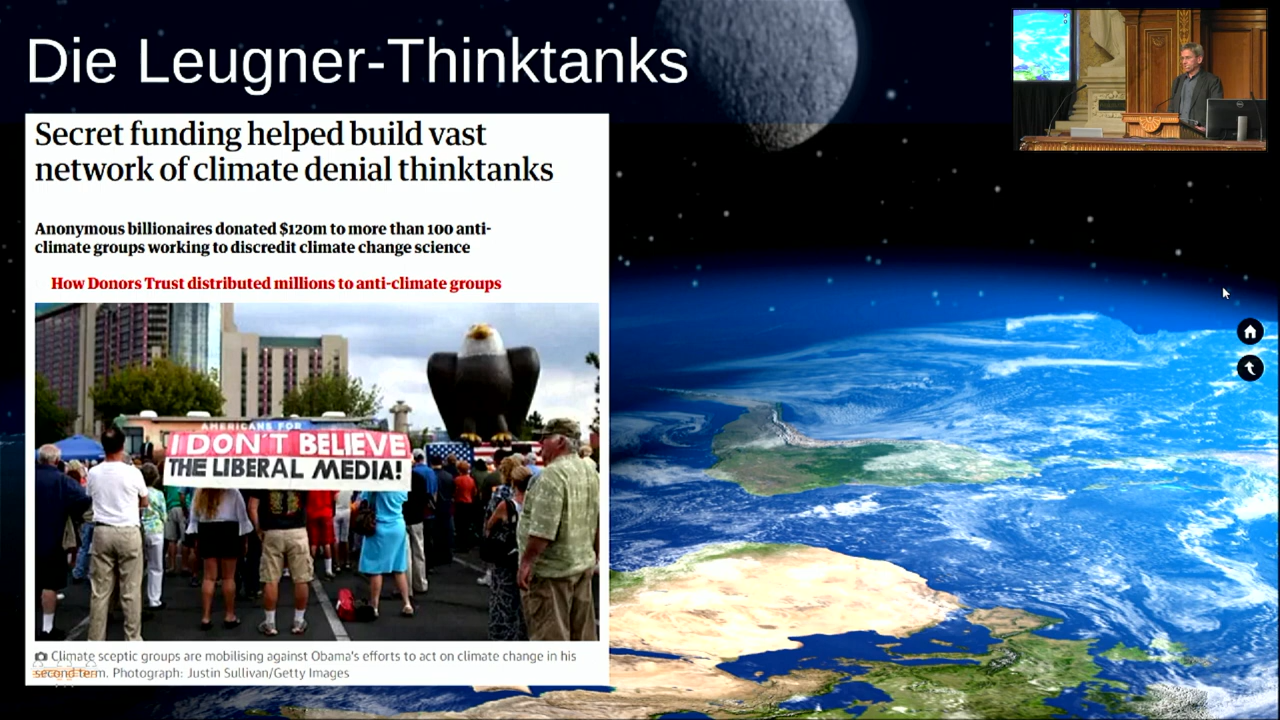 Die Leugner-Thinktanks
Secret funding helped build vast
network of climate denial thinktanks
Anonymous billionaires donated $120m to more than 100 anti-
climate groups working to discredit climate change science
How Donors Trust distributed millions to anti-climate groups
AMERICANS FOR
I DON'T BELIEVE
THE LIBERAL MEDIA!
Climate sceptic groups are mobilising against Obama's efforts to act on climate change in his
second term. Photograph: Justin Sullivan/Getty Images